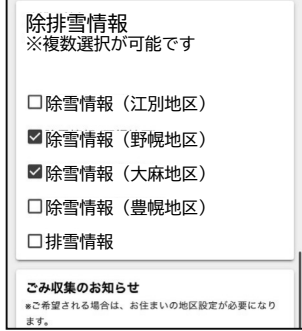 除排雪情報
※複数選択が可能です
除雪情報（江別地区）
除雪情報（野幌地区）
除雪情報（大麻地区）
除雪情報（豊幌地区）
排雪情報
ごみ収集のお知らせ
※ご希望される場合は、お住まいの地区設定が必要になり
ます。